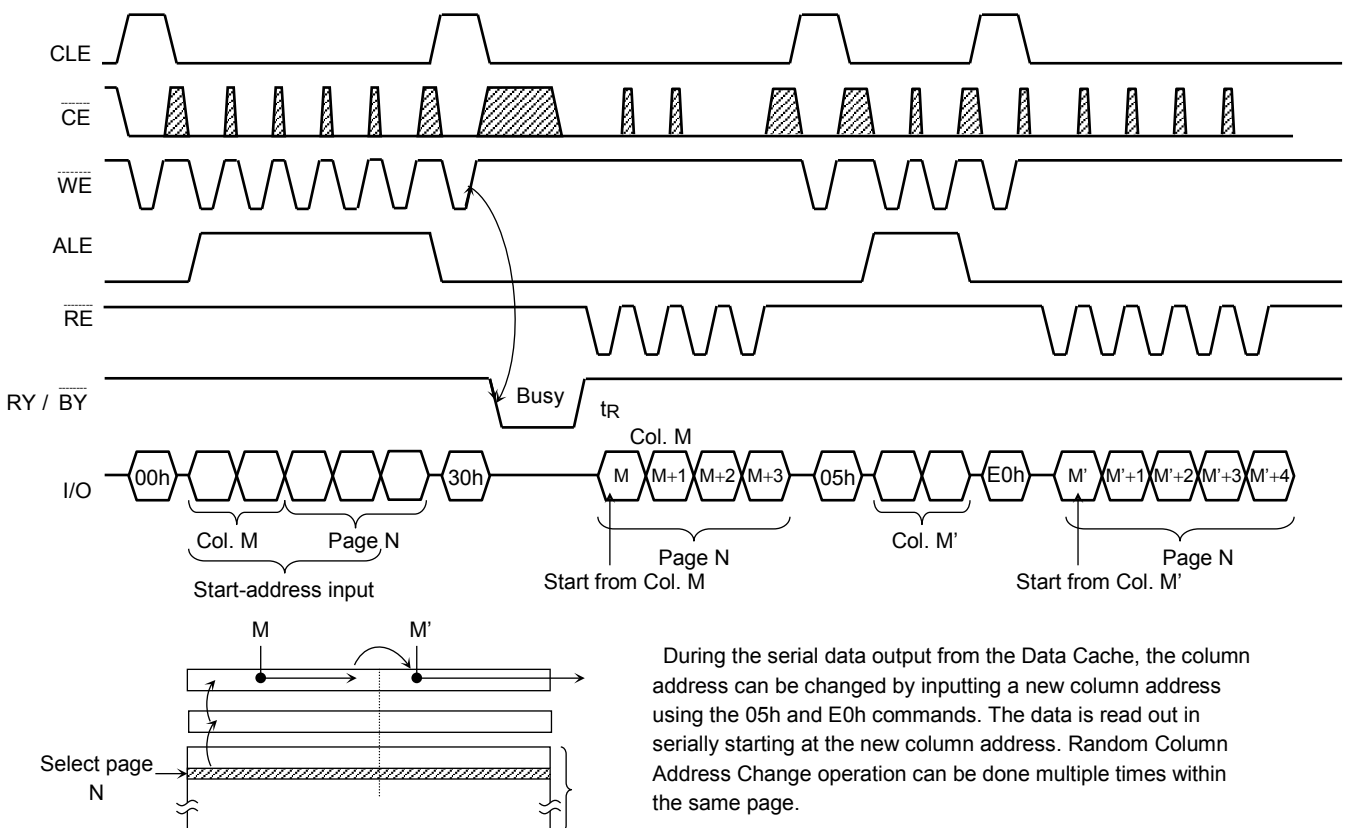 CLE
CE
WE
ALE
RE
RY / BY
Busy
tR
Col. M
I/O
00h
30h
M
M+1
M+2
M+3
05h
E0h
M'
M'+1
M'+2
M'+3
M'+4
Col. M
Page N
Col. M’
Page N
Page N
Start-address input
Start from Col. M
Start from Col. M’
M
M’
Select page
N
During the serial data output from the Data Cache, the column
address can be changed by inputting a new column address
using the 05h and E0h commands. The data is read out in
serially starting at the new column address. Random Column
Address Change operation can be done multiple times within
the same page.